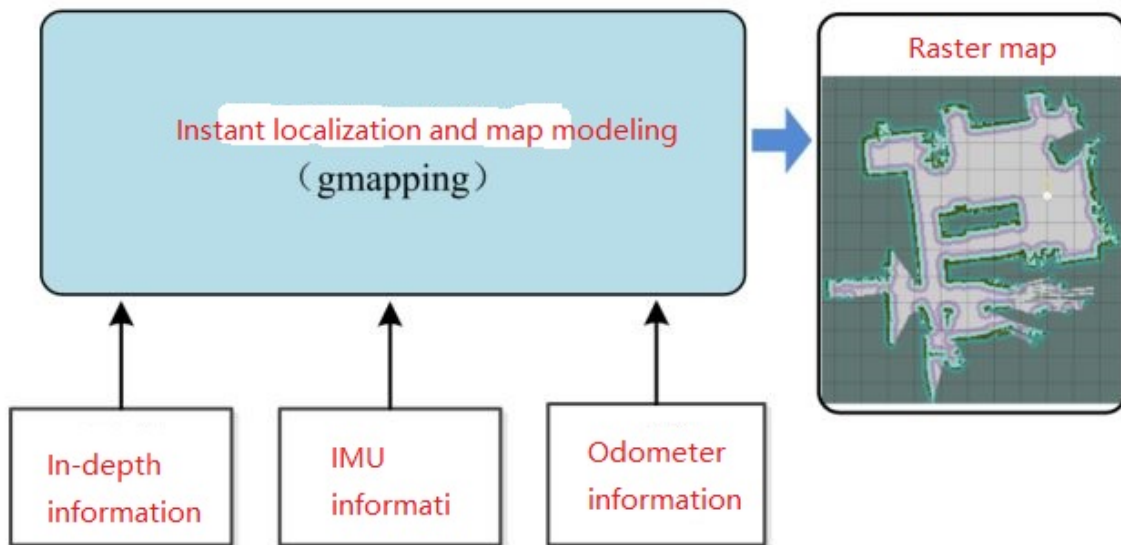 Raster map
Instant localization and map modeling
（gmapping）
In-depth
information
IMU
informati
Odometer
information